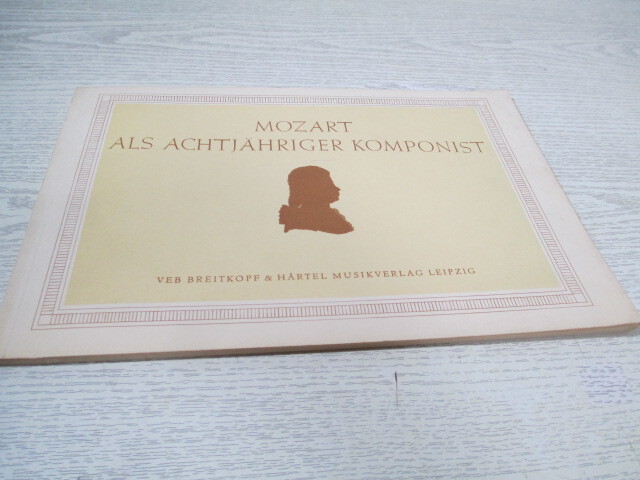 MOZART
ALS ACHTJÄHRIGER KOMPONIST
VEB BREITKOPF & HÄRTEL MUSIKVERLAG LEIPZIG